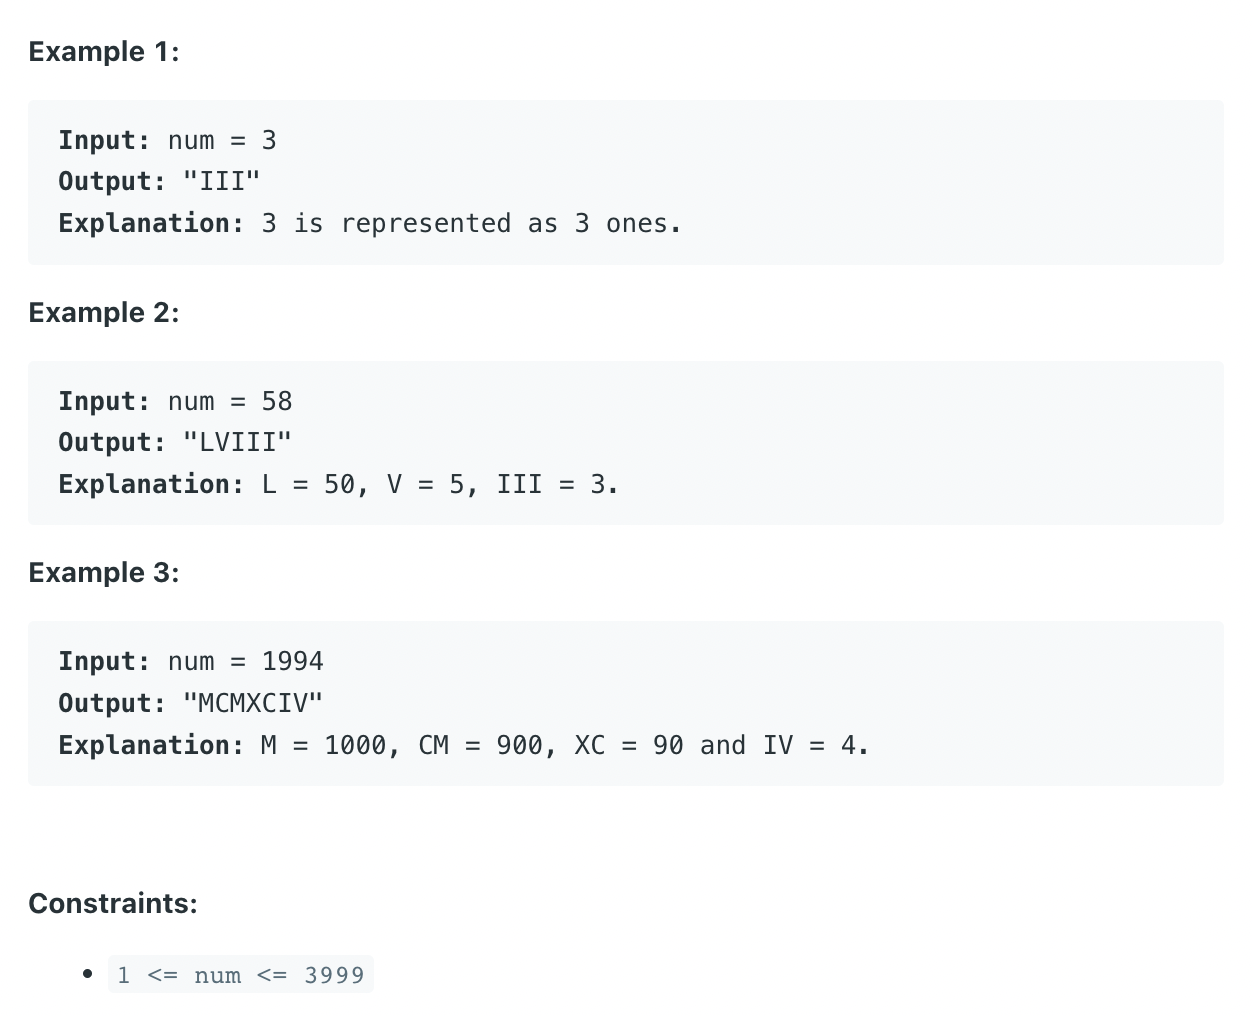 Example 1:
Input: num = 3
Output: "III"
Explanation: 3 is represented as 3 ones.
Example 2:
Input: num = 58
Output: "LVIII"
Explanation: L = 50, V = 5, III = 3.
Example 3:
Input: num = 1994
Output: "MCMXCIV"
Explanation: M = 1000, CM = 900, XC = 90 and IV = 4.
Constraints:
• 1 <= num <= 3999